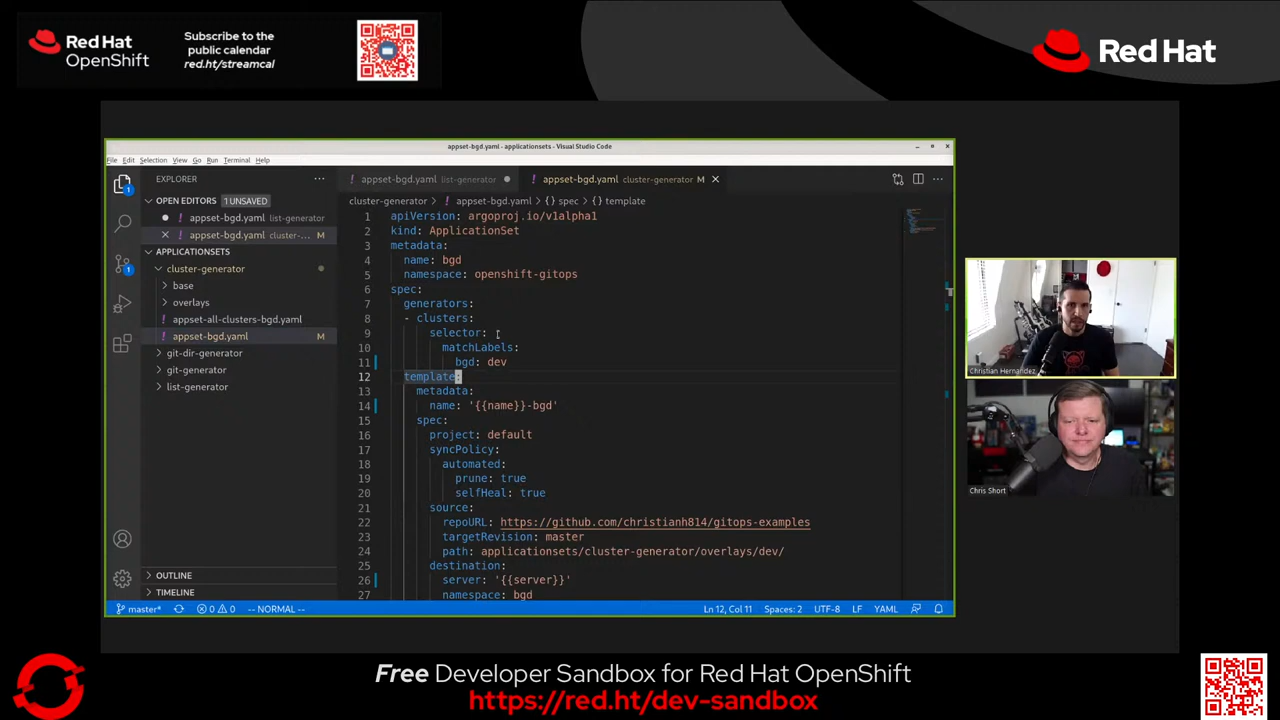 Red Hat
OpenShift
Subscribe to the
public calendar
red.ht/streamcal
Red Hat
appset-bgd.yaml - applicationsets - Visual Studio Code
File Edit Selection View Go Run Terminal Help
EXPLORER
OPEN EDITORS 1 UNSAVED
appset-bgd.yaml list-generator
appset-bgd.yaml cluster-... M
APPLICATIONSETS
cluster-generator
base
overlays
appset-all-clusters-bgd.yaml
appset-bgd.yaml M
git-dir-generator
git-generator
list-generator
OUTLINE
TIMELINE
appset-bgd.yaml list-generator
appset-bgd.yaml cluster-generator M
cluster-generator > appset-bgd.yaml > {} spec > {} template
1 apiVersion: argoproj.io/v1alpha1
2 kind: ApplicationSet
3 metadata:
4 name: bgd
5 namespace: openshift-gitops
6 spec:
7 generators:
8 - clusters:
9 selector:
10 matchLabels:
11 bgd: dev
12 template:
13 metadata:
14 name: '{{name}}-bgd'
15 spec:
16 project: default
17 syncPolicy:
18 automated:
19 prune: true
20 selfHeal: true
21 source:
22 repoURL: https://github.com/christianh814/gitops-examples
23 targetRevision: master
24 path: applicationsets/cluster-generator/overlays/dev/
25 destination:
26 server: '{{server}}'
27 namespace: bgd
master* 0 0 -- NORMAL --
Ln 12, Col 11 Spaces: 2 UTF-8 LF YAML
Christian Hernandez
Chris Short
Free Developer Sandbox for Red Hat OpenShift
https://red.ht/dev-sandbox